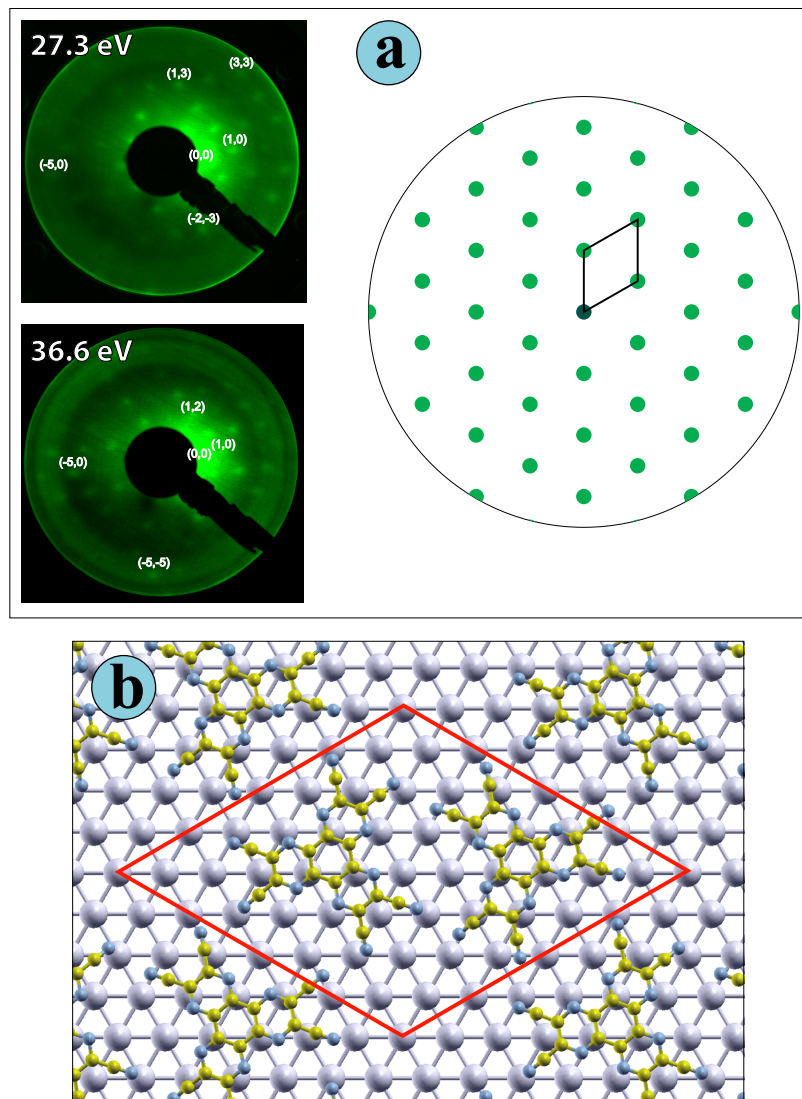 27.3 eV
(3,3)
(1,3)
(1,0)
(0,0)
(-5,0)
(-2,-3)
a
36.6 eV
(1,2)
(1,0)
(0,0)
(-5,0)
(-5,-5)
b